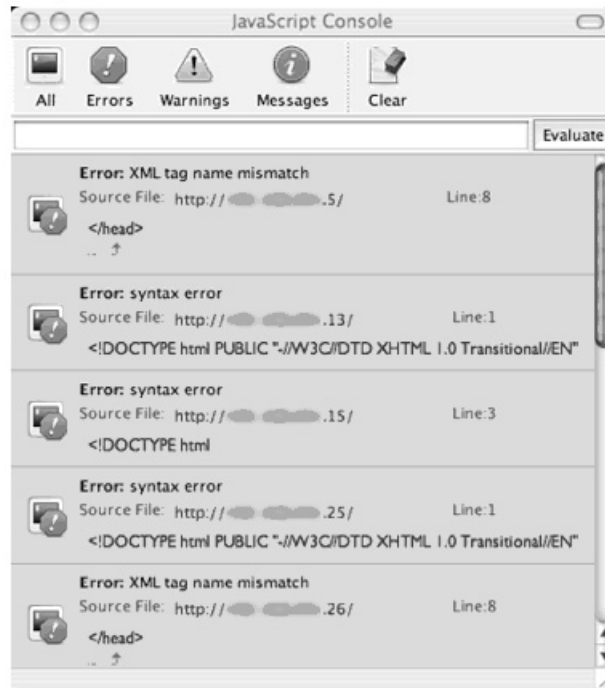 JavaScript Console
All Errors Warnings Messages Clear
Evaluate
Error: XML tag name mismatch
Source File: http:// .5/ Line:8
</head>
Error: syntax error
Source File: http:// .13/ Line:1
<!DOCTYPE html PUBLIC "-//W3C//DTD XHTML 1.0 Transitional//EN"
Error: syntax error
Source File: http:// .15/ Line:3
<!DOCTYPE html
Error: syntax error
Source File: http:// .25/ Line:1
<!DOCTYPE html PUBLIC "-//W3C//DTD XHTML 1.0 Transitional//EN"
Error: XML tag name mismatch
Source File: http:// .26/ Line:8
</head>